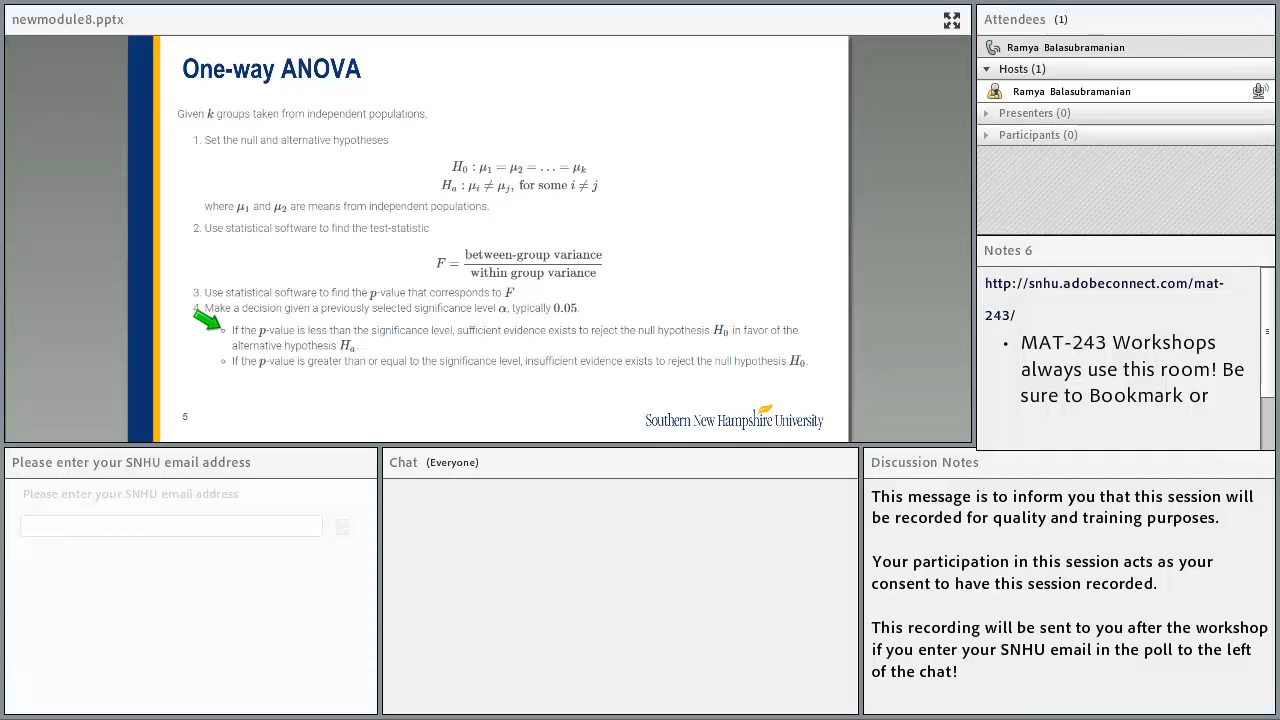 newmodule8.pptx
One-way ANOVA
Given k groups taken from independent populations,
1. Set the null and alternative hypotheses
H₀ : μ₁ = μ₂ = … = μₖ
Hₐ : μᵢ ≠ μⱼ, for some i ≠ j
where μ₁ and μ₂ are means from independent populations.
2. Use statistical software to find the test-statistic
F = between-group variance / within group variance
3. Use statistical software to find the p-value that corresponds to F
4. Make a decision given a previously selected significance level α, typically 0.05.
◦ If the p-value is less than the significance level, sufficient evidence exists to reject the null hypothesis H₀ in favor of the
alternative hypothesis Hₐ.
◦ If the p-value is greater than or equal to the significance level, insufficient evidence exists to reject the null hypothesis H₀.
5
Southern New Hampshire University
Attendees (1)
Ramya Balasubramanian
Hosts (1)
Ramya Balasubramanian
Presenters (0)
Participants (0)
Notes 6
http://snhu.adobeconnect.com/mat-
243/
• MAT-243 Workshops
always use this room! Be
sure to Bookmark or
Please enter your SNHU email address
Please enter your SNHU email address
Chat (Everyone)
Discussion Notes
This message is to inform you that this session will
be recorded for quality and training purposes.
Your participation in this session acts as your
consent to have this session recorded.
This recording will be sent to you after the workshop
if you enter your SNHU email in the poll to the left
of the chat!